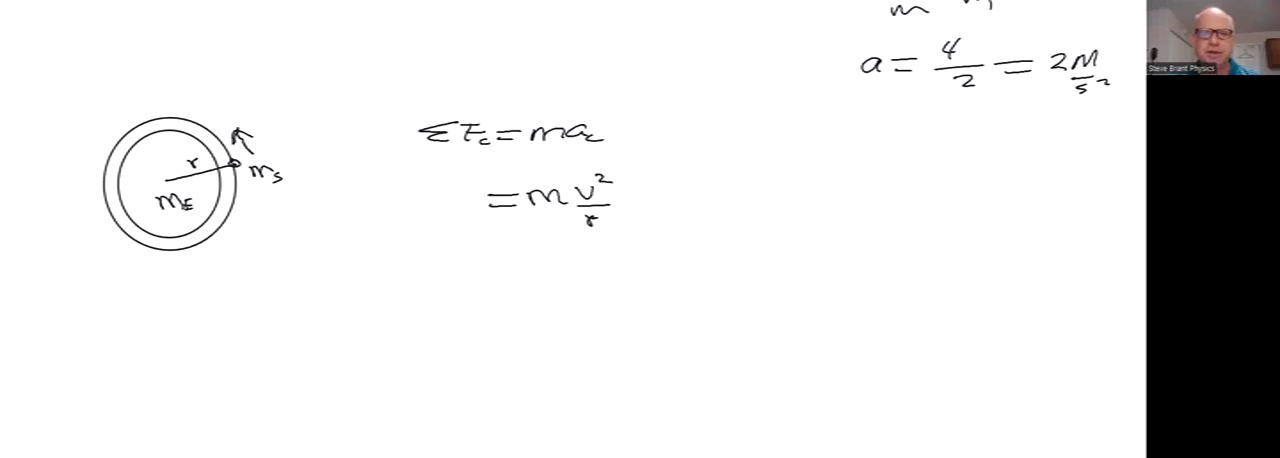 a = 4/2 = 2 m/s²
Steve Brant Physics
ΣF_c = ma_c
r
m_s
m_E
= m v²/r